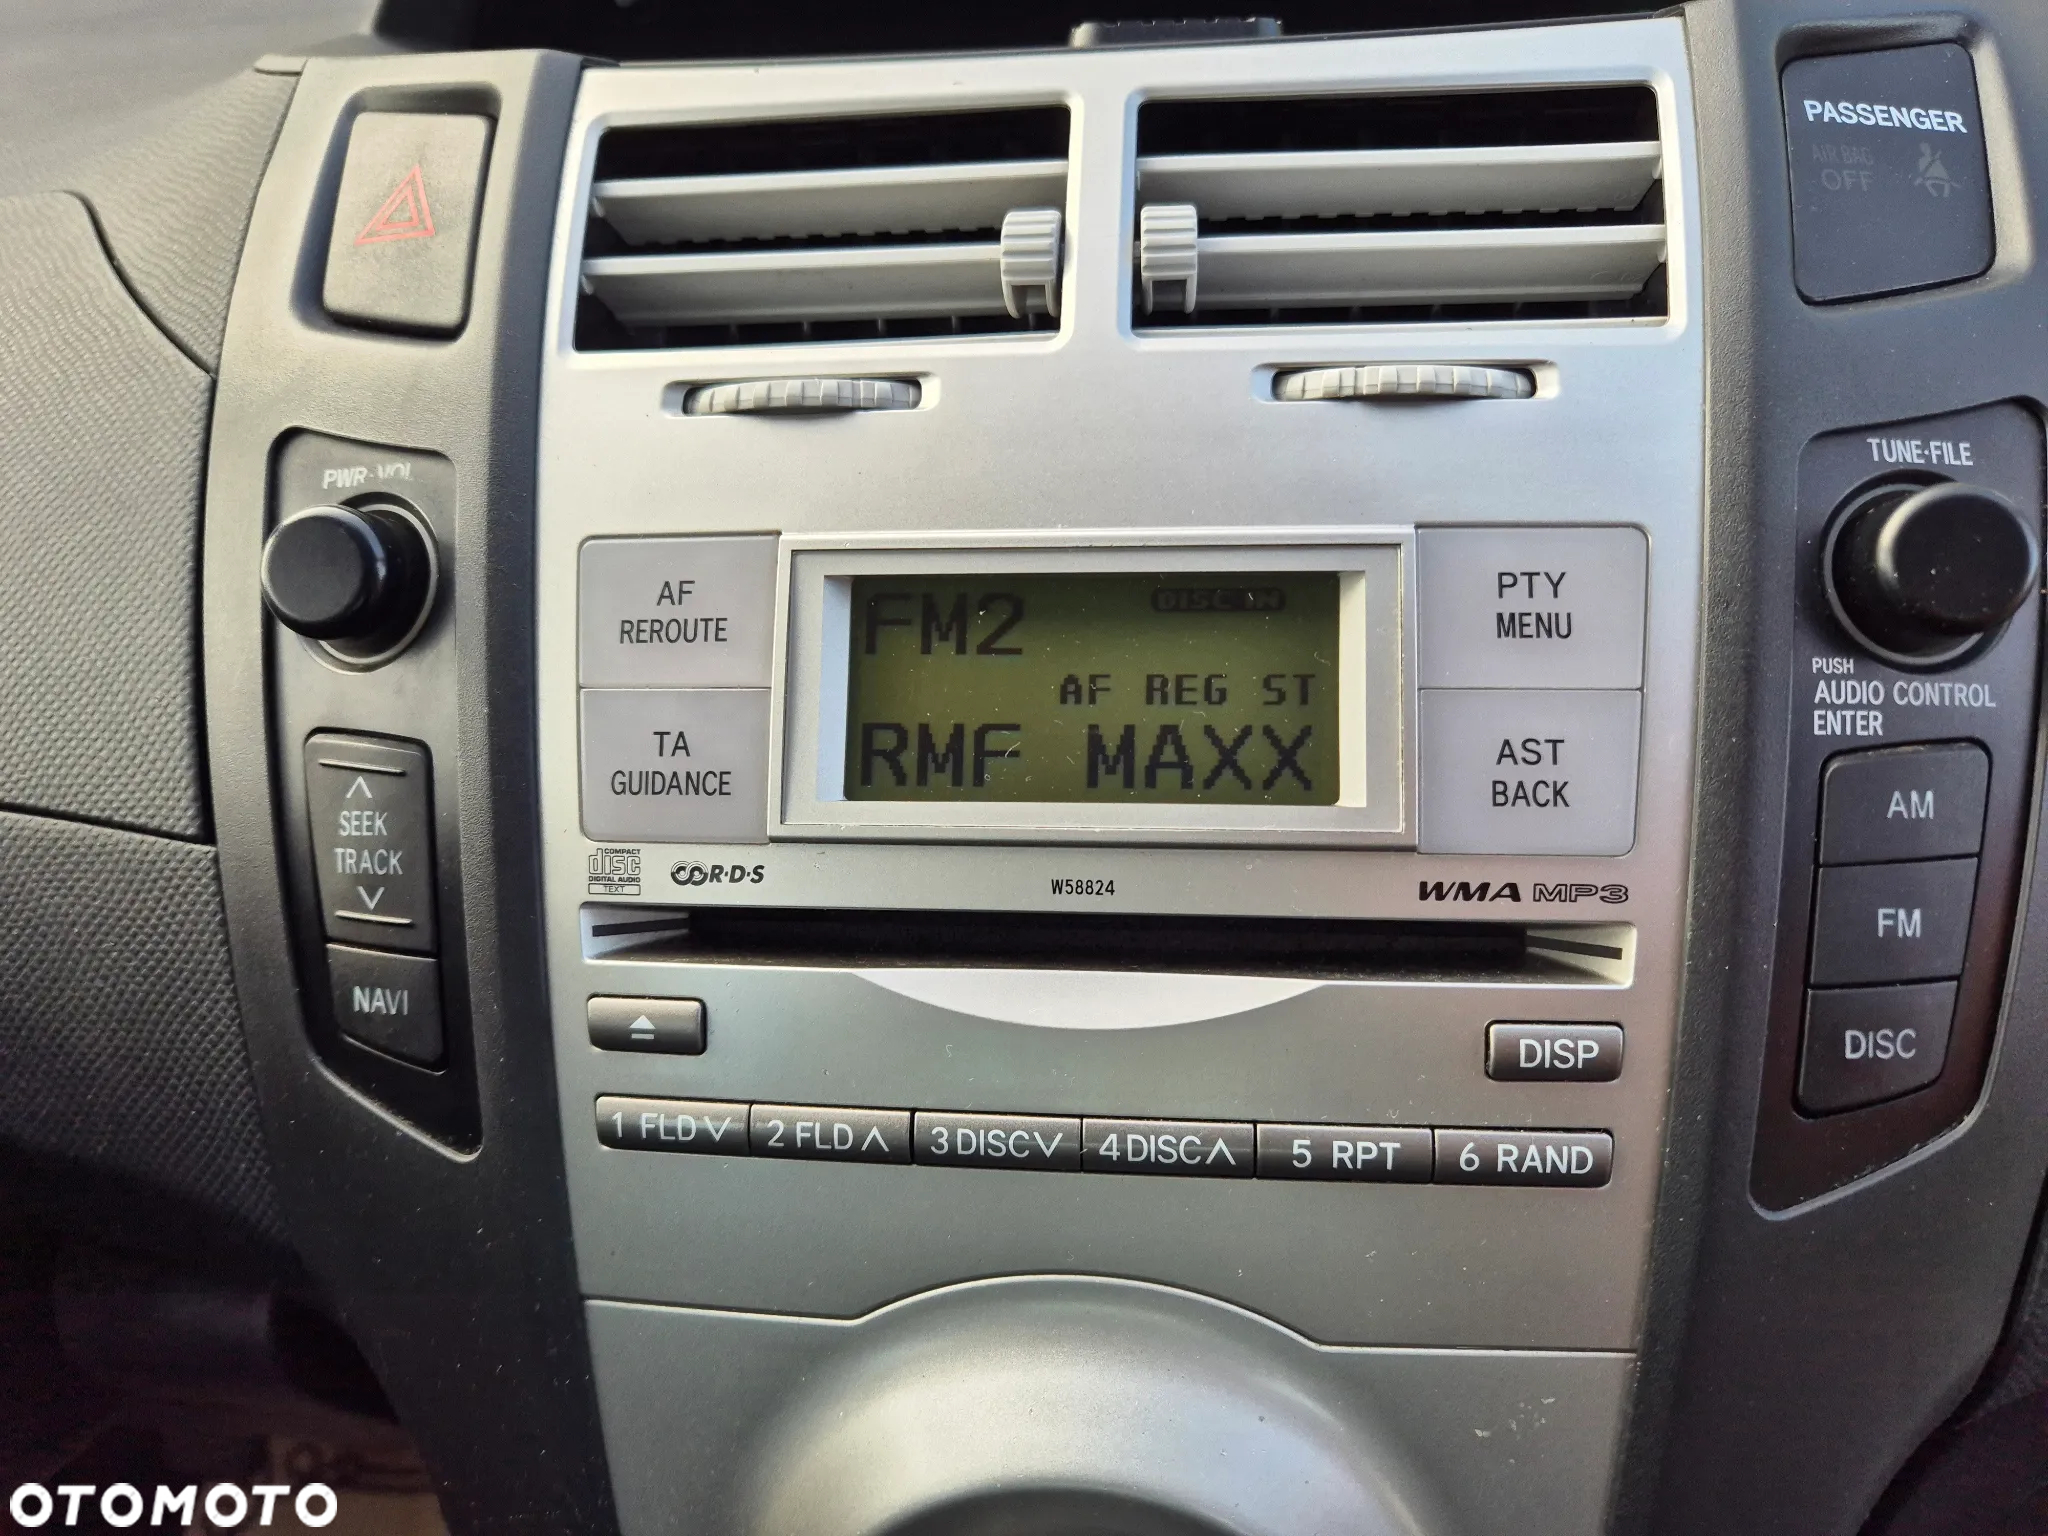 PASSENGER
AIR BAG
OFF
PWR·VOL
TUNE·FILE
AF
REROUTE
FM2
DISC IN
PTY
MENU
PUSH
AUDIO CONTROL
ENTER
AF REG ST
TA
GUIDANCE
RMF MAXX
AST
BACK
SEEK
TRACK
AM
COMPACT
disc
DIGITAL AUDIO
TEXT
R·D·S
W58824
WMA MP3
FM
NAVI
DISP
DISC
1 FLD
2 FLD
3 DISC
4 DISC
5 RPT
6 RAND
OTOMOTO